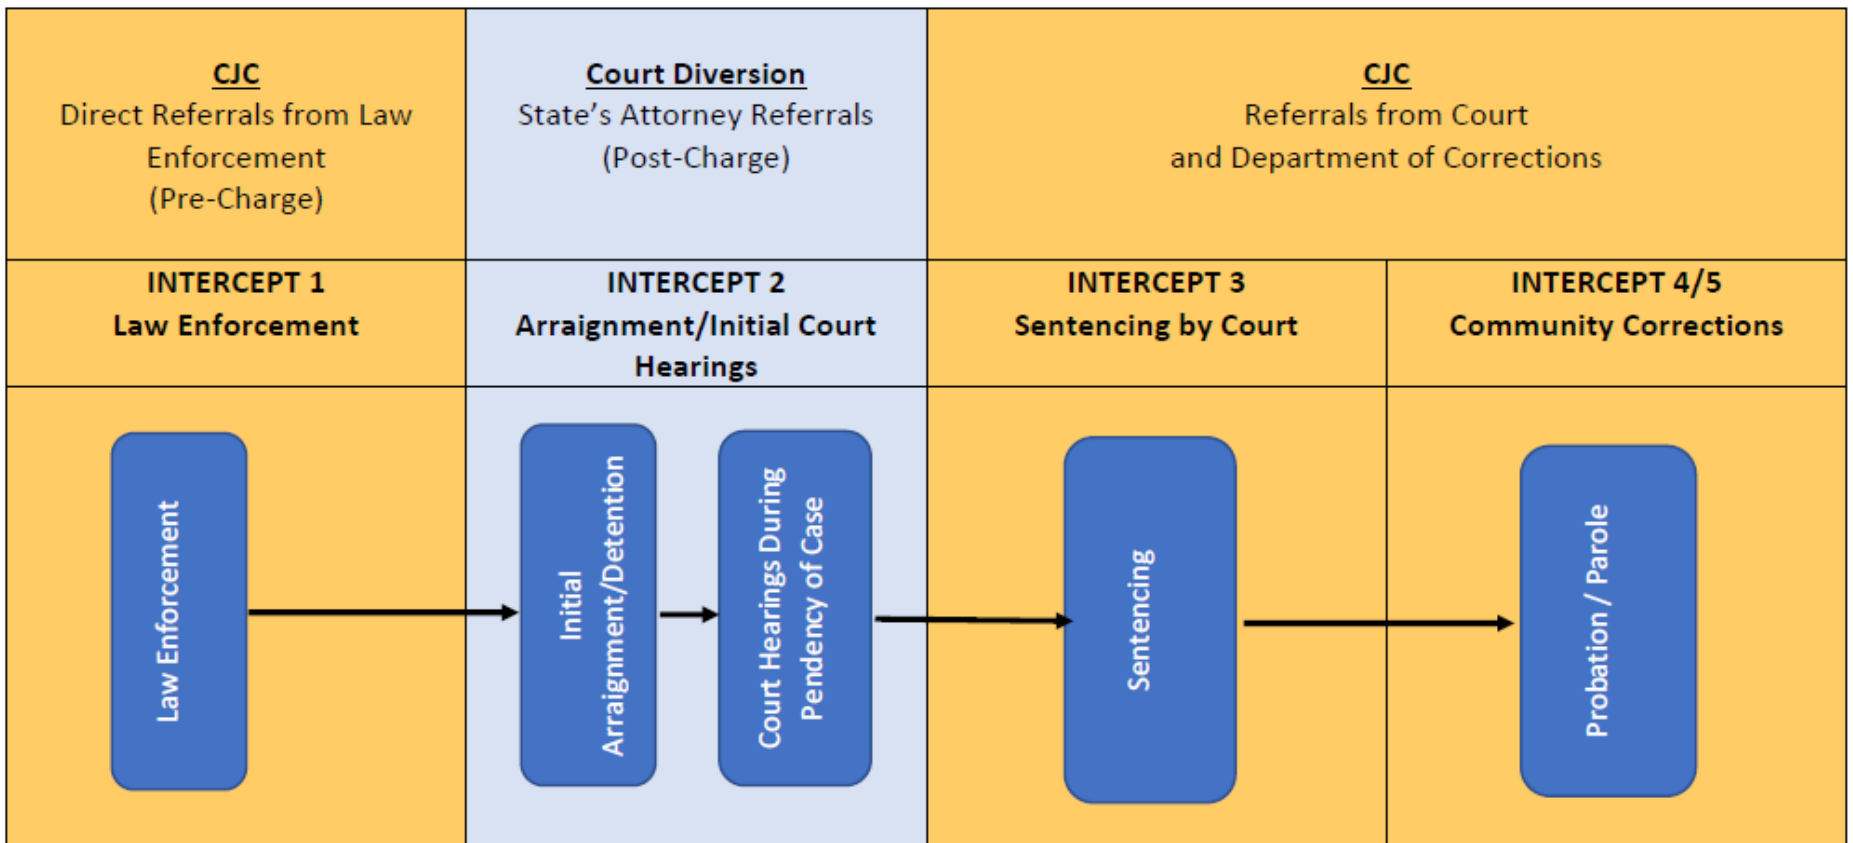 CJC
Direct Referrals from Law
Enforcement
(Pre-Charge)
Court Diversion
State’s Attorney Referrals
(Post-Charge)
CJC
Referrals from Court
and Department of Corrections
INTERCEPT 1
Law Enforcement
INTERCEPT 2
Arraignment/Initial Court
Hearings
INTERCEPT 3
Sentencing by Court
INTERCEPT 4/5
Community Corrections
Law Enforcement
Initial
Arraignment/Detention
Court Hearings During
Pendency of Case
Sentencing
Probation / Parole